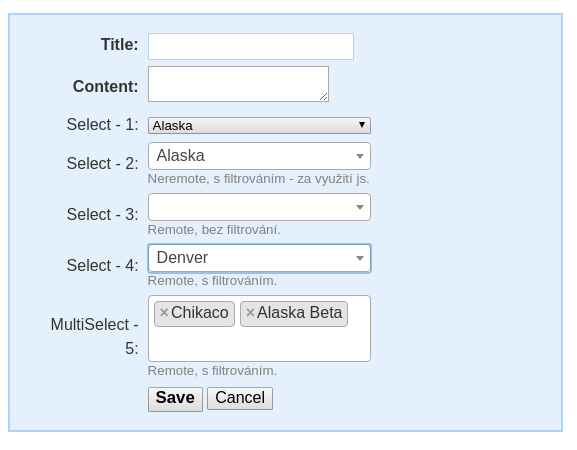 Title:
Content:
Select - 1: Alaska
Select - 2: Alaska
Neremote, s filtrováním - za využití js.
Select - 3:
Remote, bez filtrování.
Select - 4: Denver
Remote, s filtrováním.
MultiSelect - 5: ×Chikaco ×Alaska Beta
Remote, s filtrováním.
Save Cancel